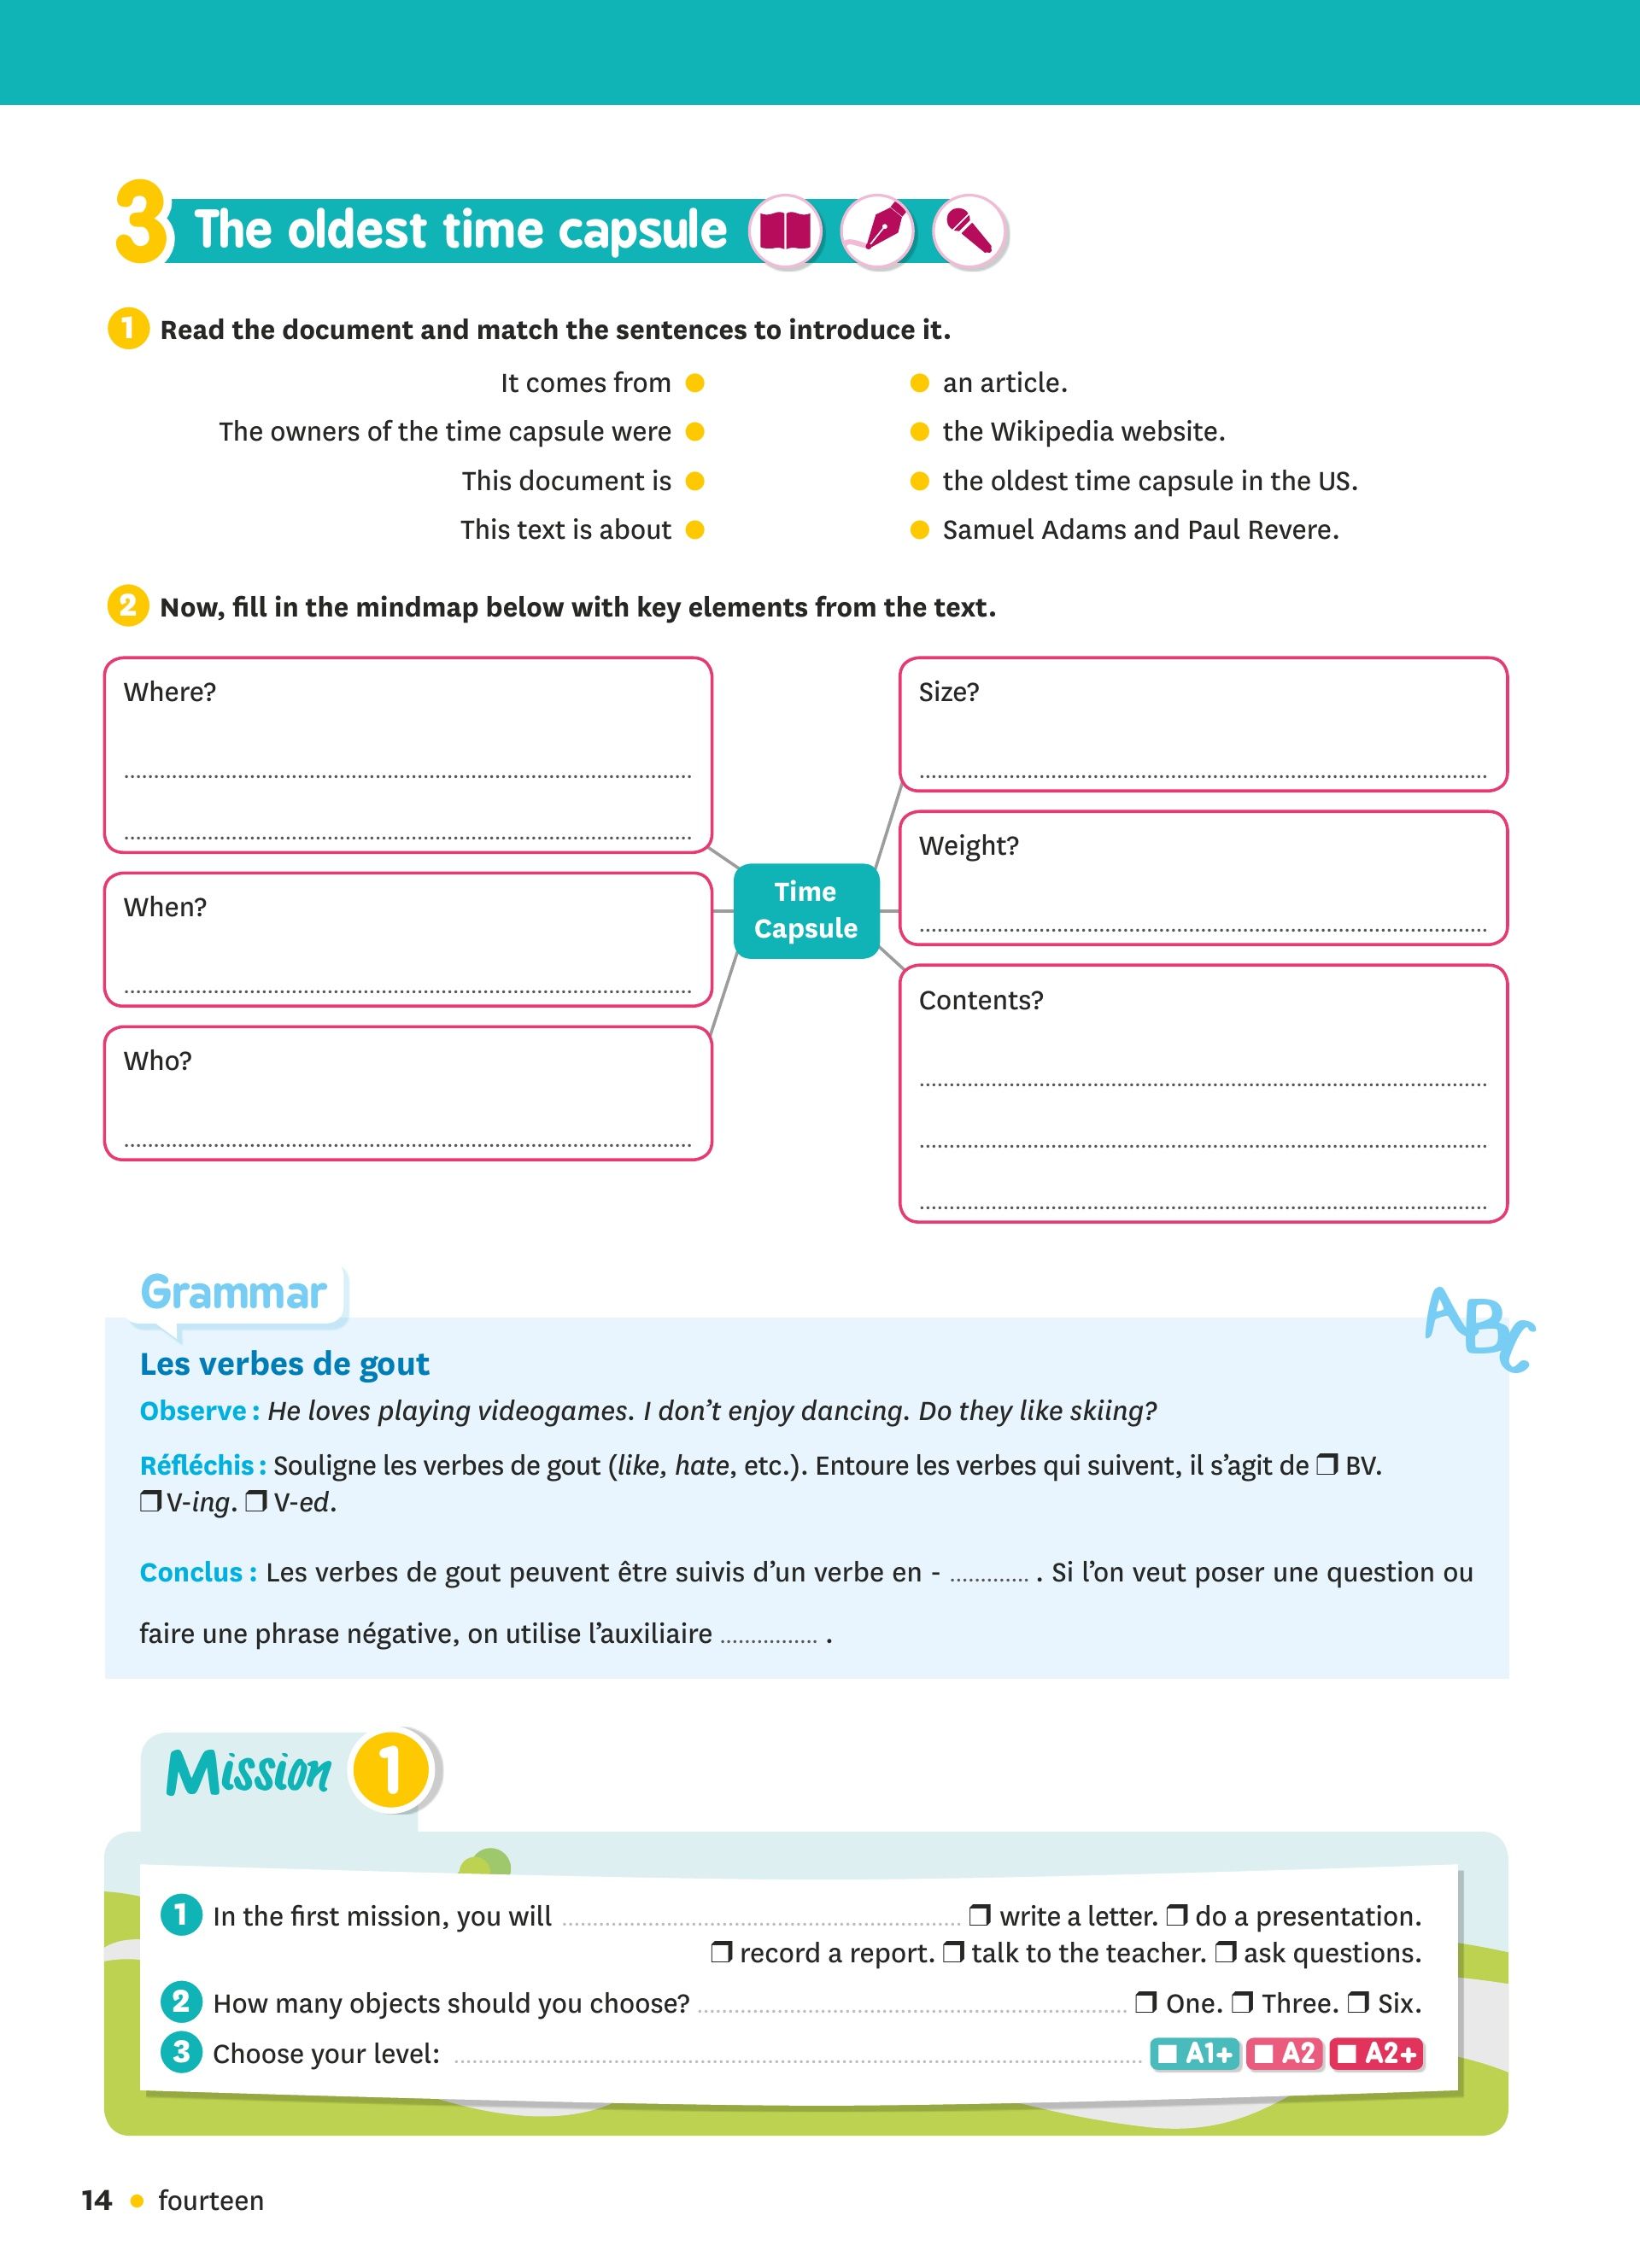 3 The oldest time capsule
1 Read the document and match the sentences to introduce it.
It comes from ● ● an article.
The owners of the time capsule were ● ● the Wikipedia website.
This document is ● ● the oldest time capsule in the US.
This text is about ● ● Samuel Adams and Paul Revere.
2 Now, fill in the mindmap below with key elements from the text.
Where?
When?
Who?
Time
Capsule
Size?
Weight?
Contents?
Grammar
ABC
Les verbes de gout
Observe : He loves playing videogames. I don't enjoy dancing. Do they like skiing?
Réfléchis : Souligne les verbes de gout (like, hate, etc.). Entoure les verbes qui suivent, il s'agit de ❒ BV.
❒ V-ing. ❒ V-ed.
Conclus : Les verbes de gout peuvent être suivis d'un verbe en - ............. . Si l'on veut poser une question ou
faire une phrase négative, on utilise l'auxiliaire ................ .
Mission 1
1 In the first mission, you will ........................ ❒ write a letter. ❒ do a presentation.
❒ record a report. ❒ talk to the teacher. ❒ ask questions.
2 How many objects should you choose? ........................ ❒ One. ❒ Three. ❒ Six.
3 Choose your level: ........................ ■ A1+ ■ A2 ■ A2+
14 ● fourteen